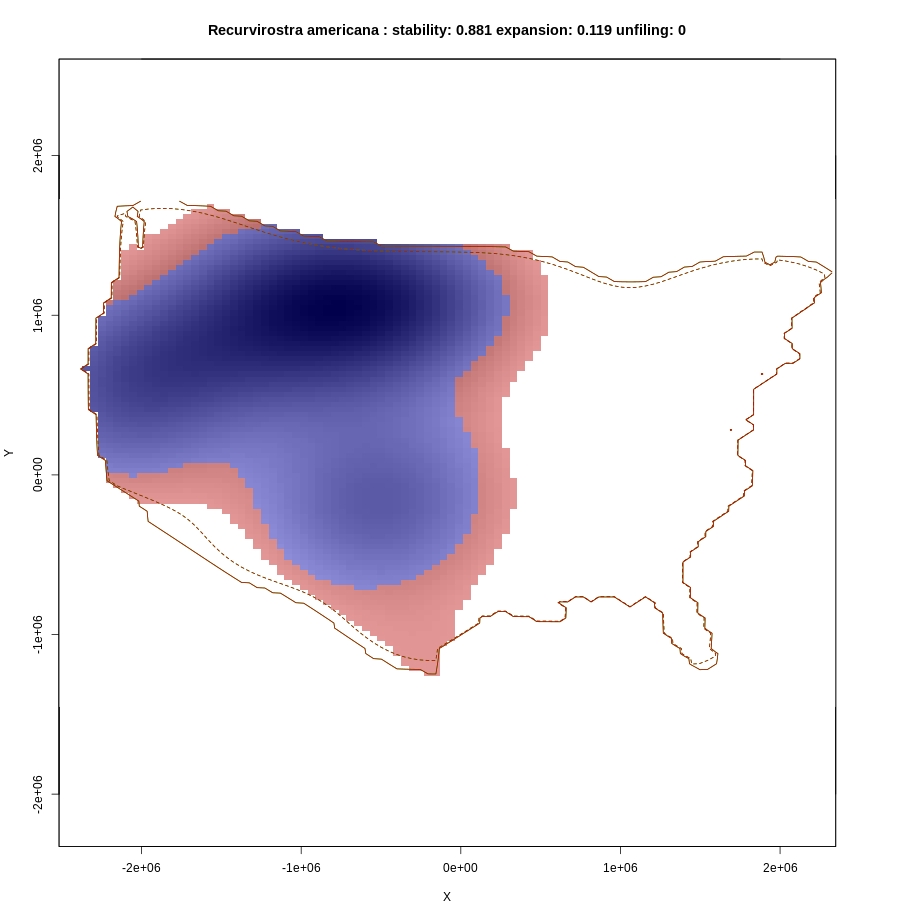 Recurvirostra americana : stability: 0.881 expansion: 0.119 unfiling: 0
2e+06
1e+06
Y
0e+00
-1e+06
-2e+06
-2e+06 -1e+06 0e+00 1e+06 2e+06
X